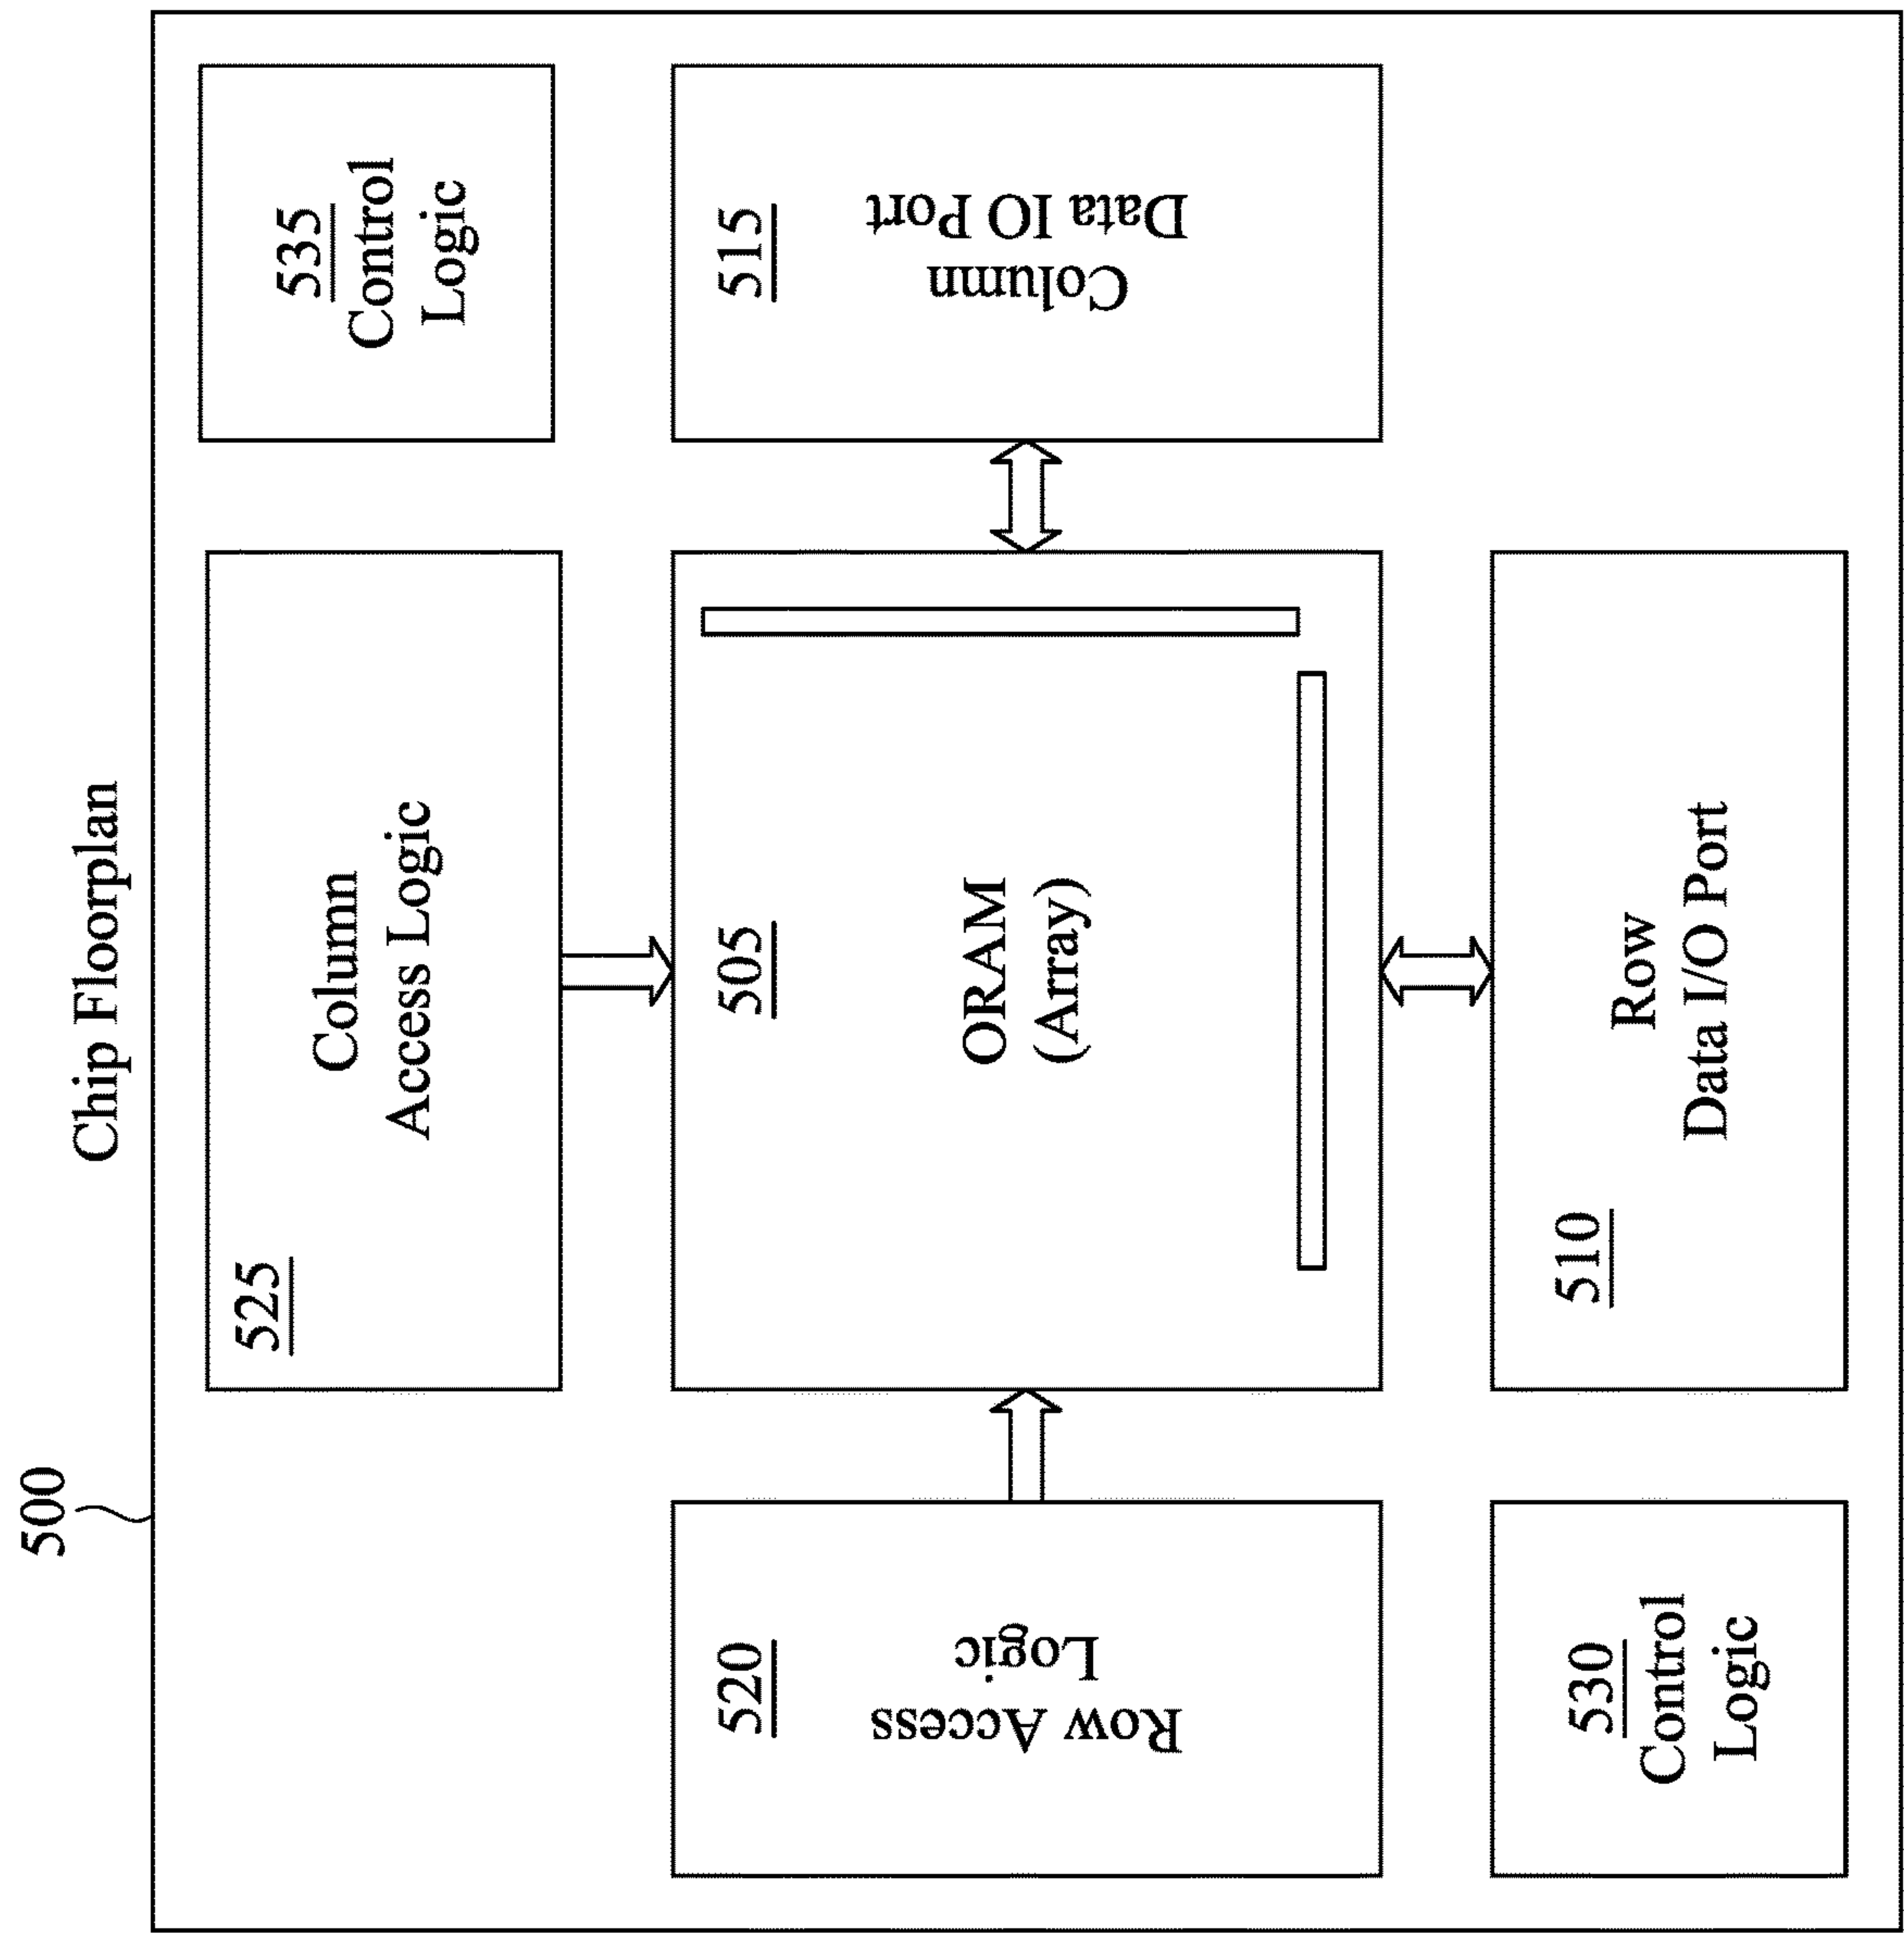 500
Chip Floorplan
525
Column
Access Logic
535
Control
Logic
520
Row Access
Logic
505
ORAM
(Array)
515
Column
Data IO Port
530
Control
Logic
510
Row
Data I/O Port